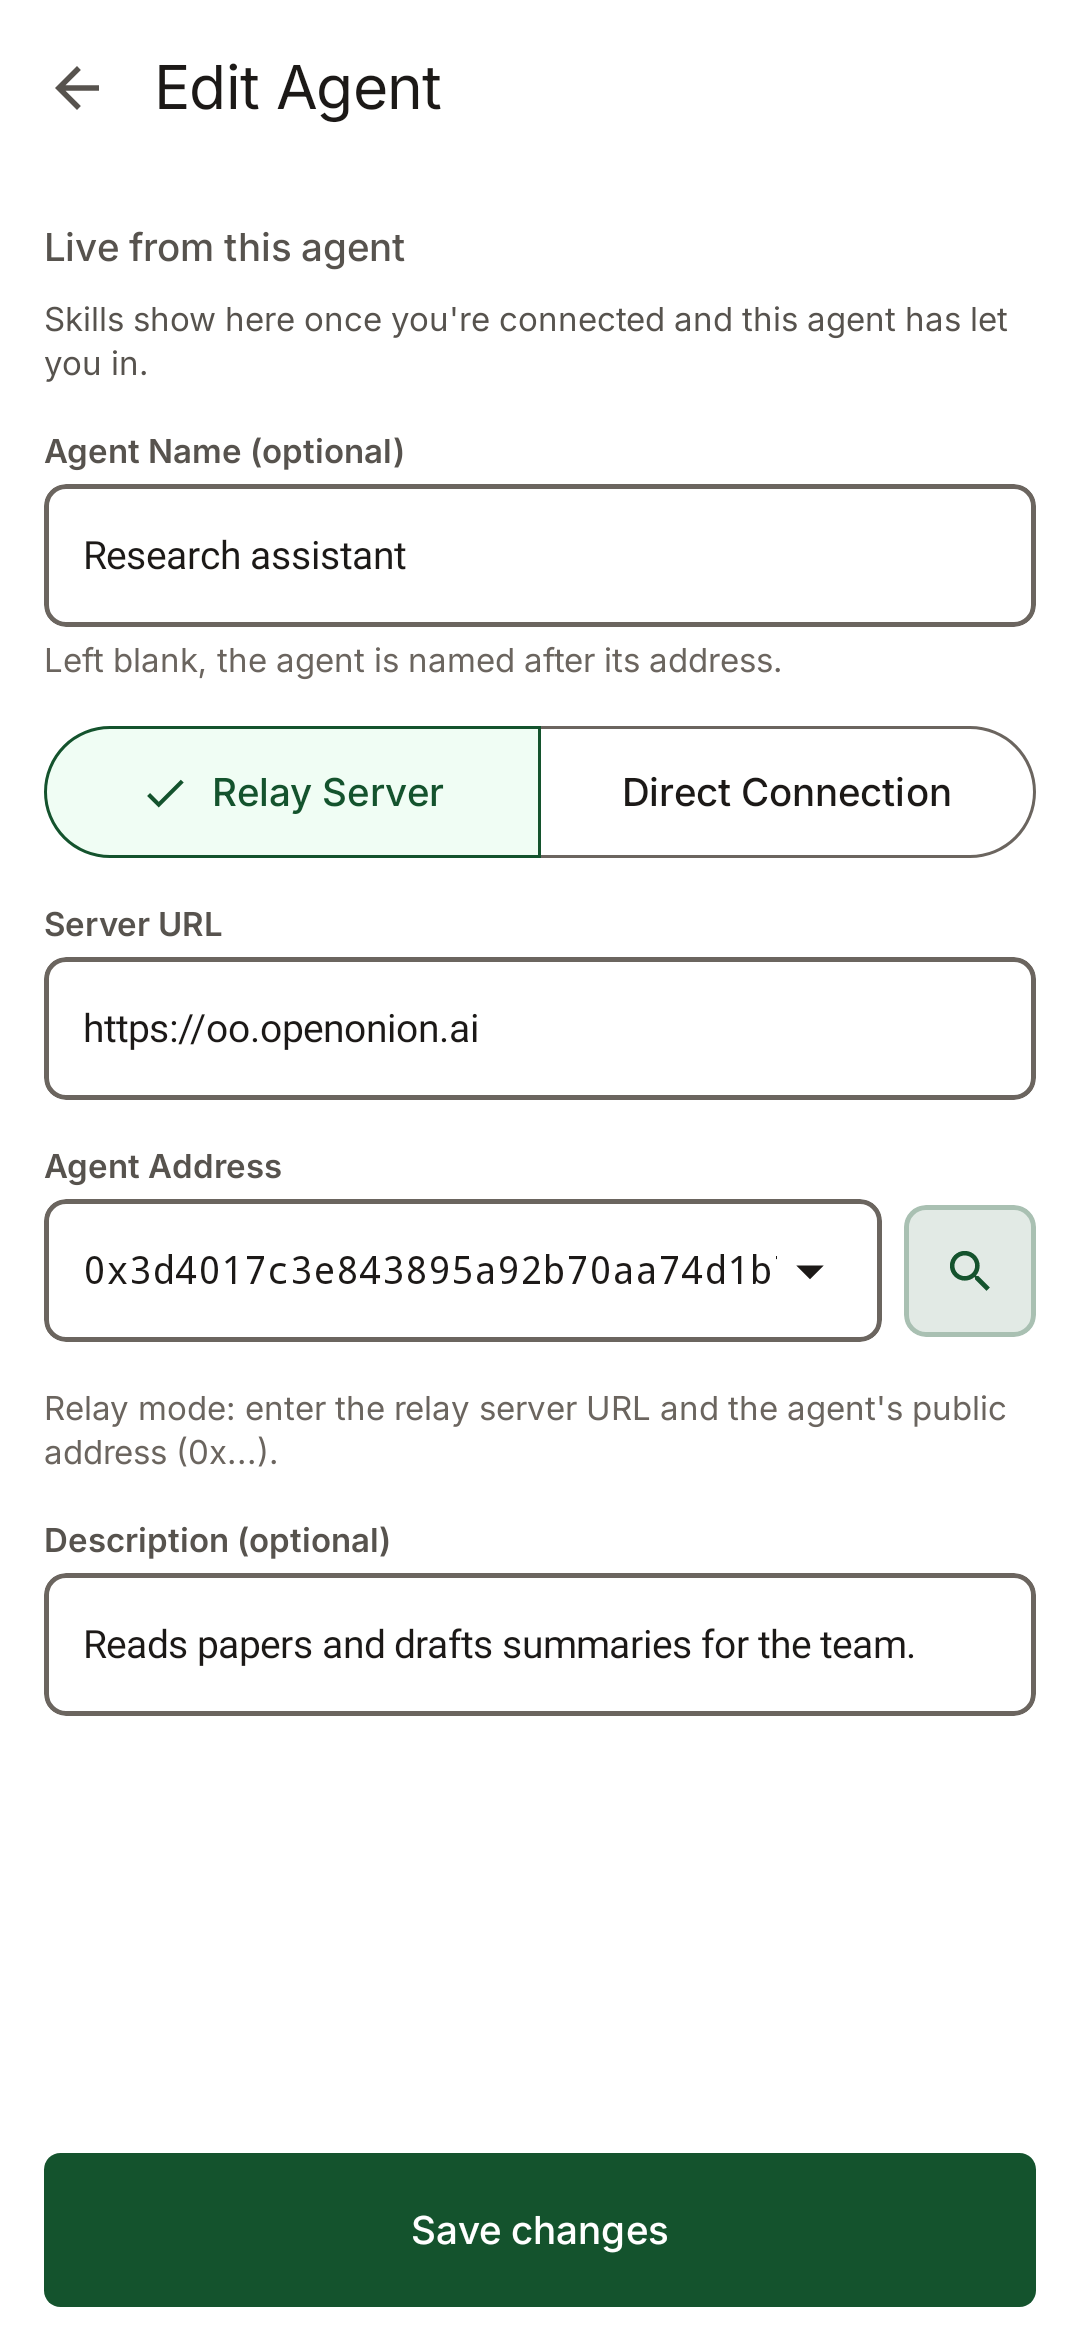 Edit Agent
Live from this agent
Skills show here once you're connected and this agent has let
you in.
Agent Name (optional)
Research assistant
Left blank, the agent is named after its address.
Relay Server
Direct Connection
Server URL
https://oo.openonion.ai
Agent Address
0x3d4017c3e843895a92b70aa74d1b
Relay mode: enter the relay server URL and the agent's public
address (0x...).
Description (optional)
Reads papers and drafts summaries for the team.
Save changes